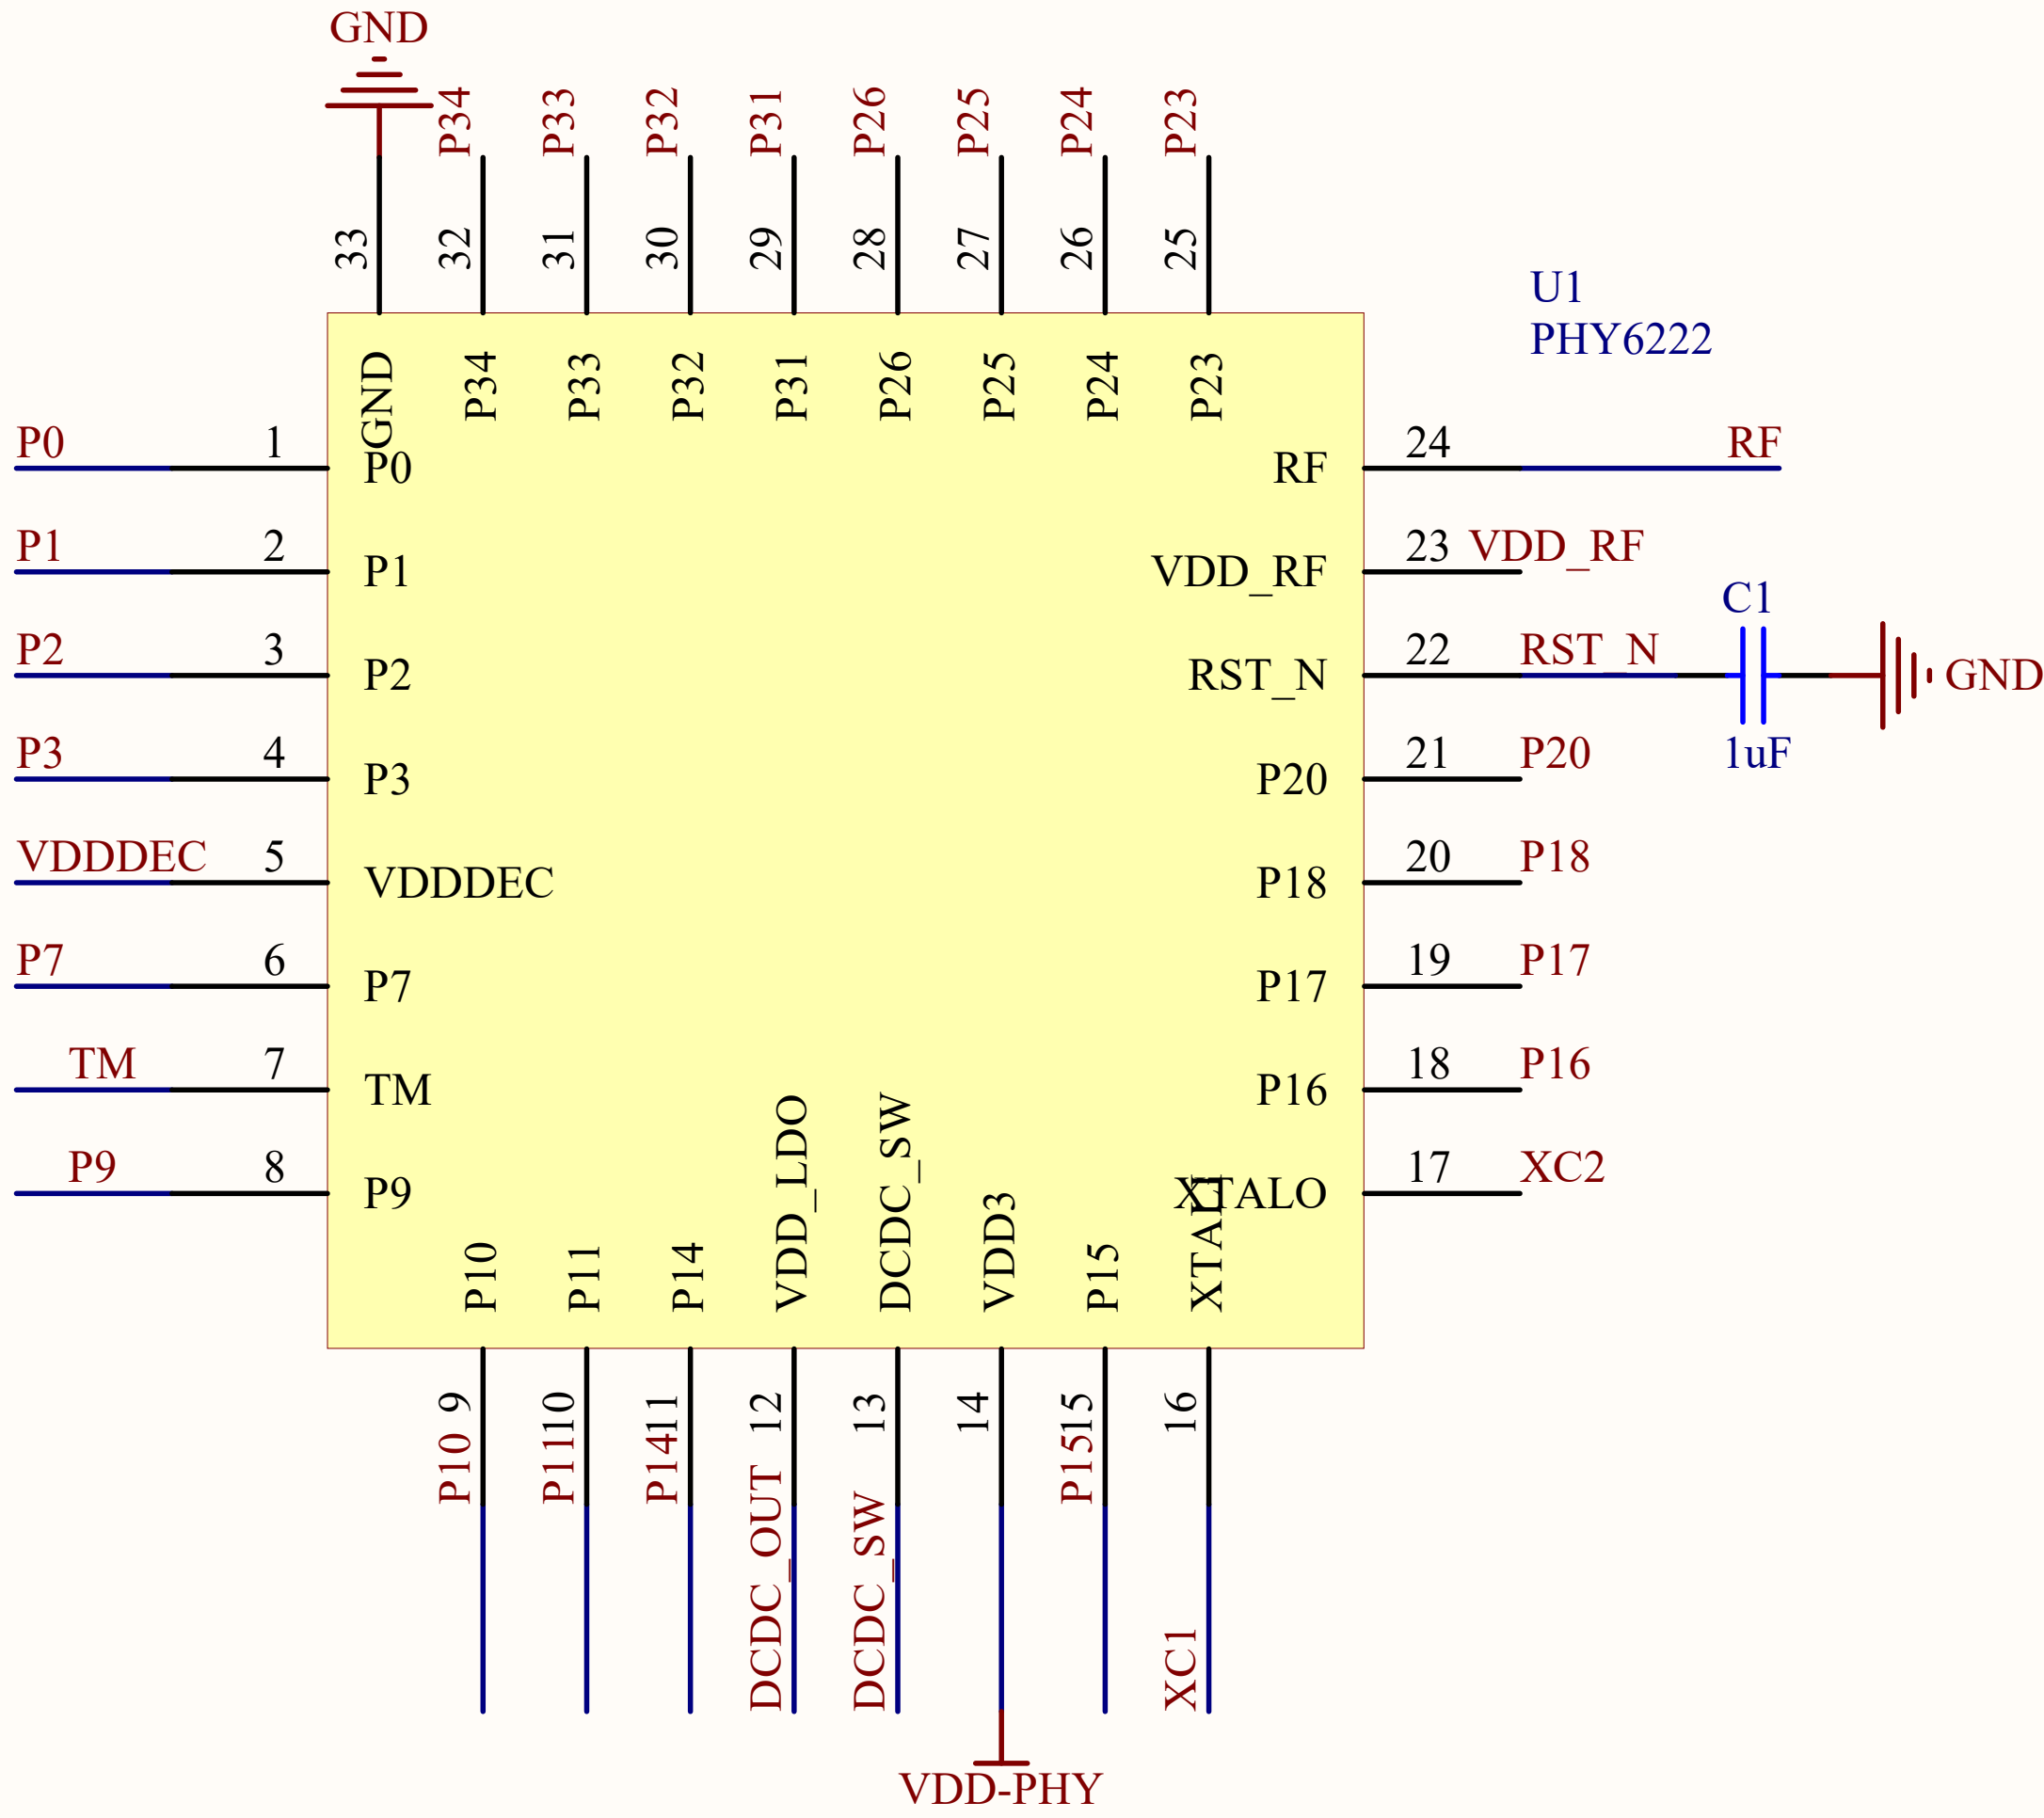 GND
P34 P33 P32 P31 P26 P25 P24 P23
33 32 31 30 29 28 27 26 25
U1
PHY6222
GND P34 P33 P32 P31 P26 P25 P24 P23
P0 1 P0 RF 24 RF
P1 2 P1 VDD_RF 23 VDD_RF
C1
P2 3 P2 RST_N 22 RST_N GND
P3 4 P3 P20 21 P20 1uF
VDDDEC 5 VDDDEC P18 20 P18
P7 6 P7 P17 19 P17
TM 7 TM P16 18 P16
P9 8 P9 XTALO 17 XC2
P10 P11 P14 VDD_LDO DCDC_SW VDD3 P15 XTALI
9 10 11 12 13 14 15 16
P10 P11 P14 DCDC_OUT DCDC_SW P15 XC1
VDD-PHY